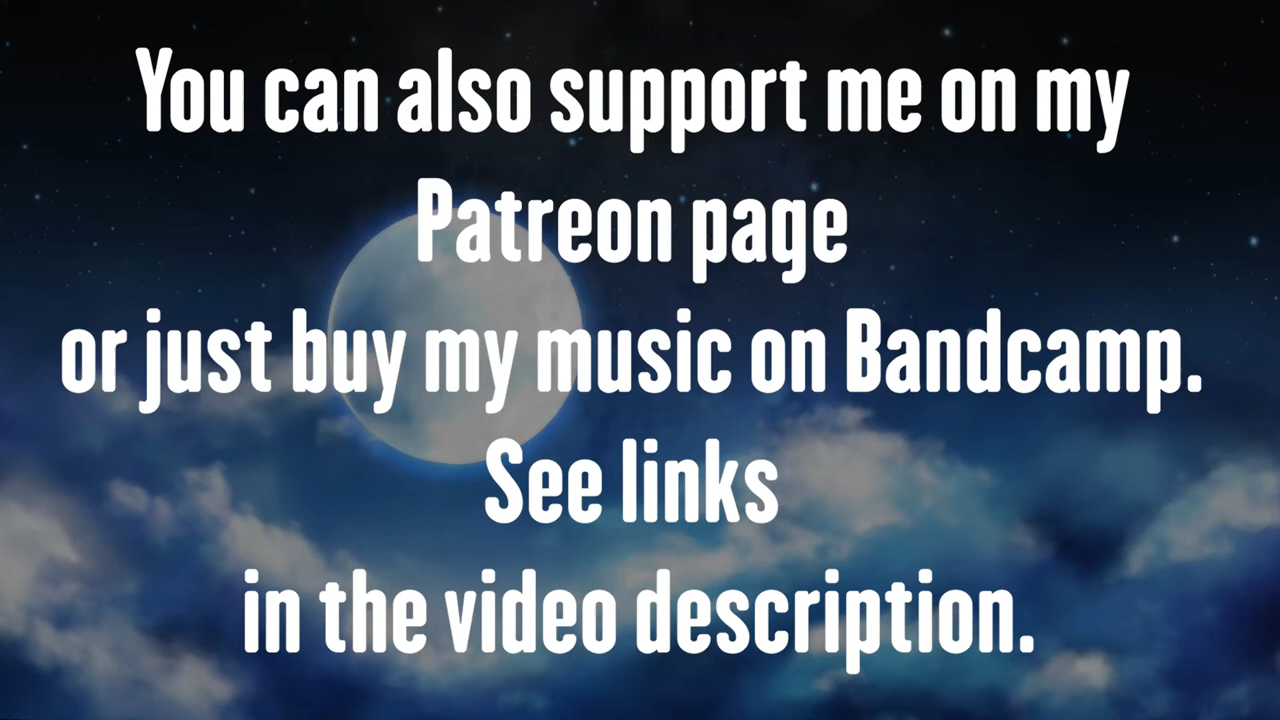 You can also support me on my
Patreon page
or just buy my music on Bandcamp.
See links
in the video description.